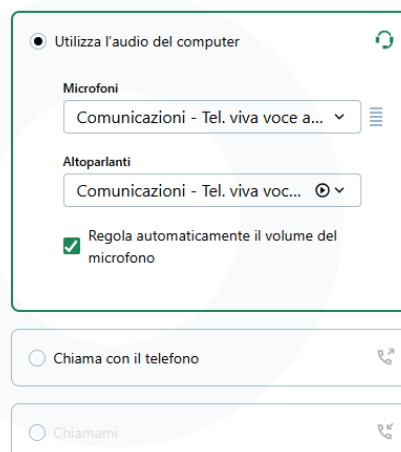 Utilizza l'audio del computer
Microfoni
Comunicazioni - Tel. viva voce a...
Altoparlanti
Comunicazioni - Tel. viva voc...
Regola automaticamente il volume del
microfono
Chiama con il telefono
Chiamami